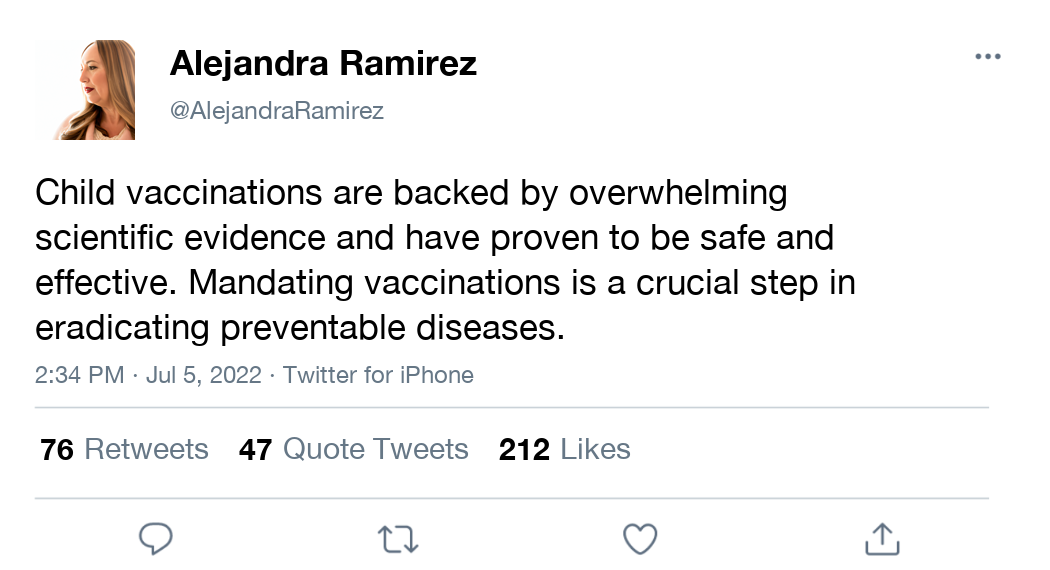 Alejandra Ramirez
@AlejandraRamirez
Child vaccinations are backed by overwhelming
scientific evidence and have proven to be safe and
effective. Mandating vaccinations is a crucial step in
eradicating preventable diseases.
2:34 PM · Jul 5, 2022 · Twitter for iPhone
76 Retweets 47 Quote Tweets 212 Likes